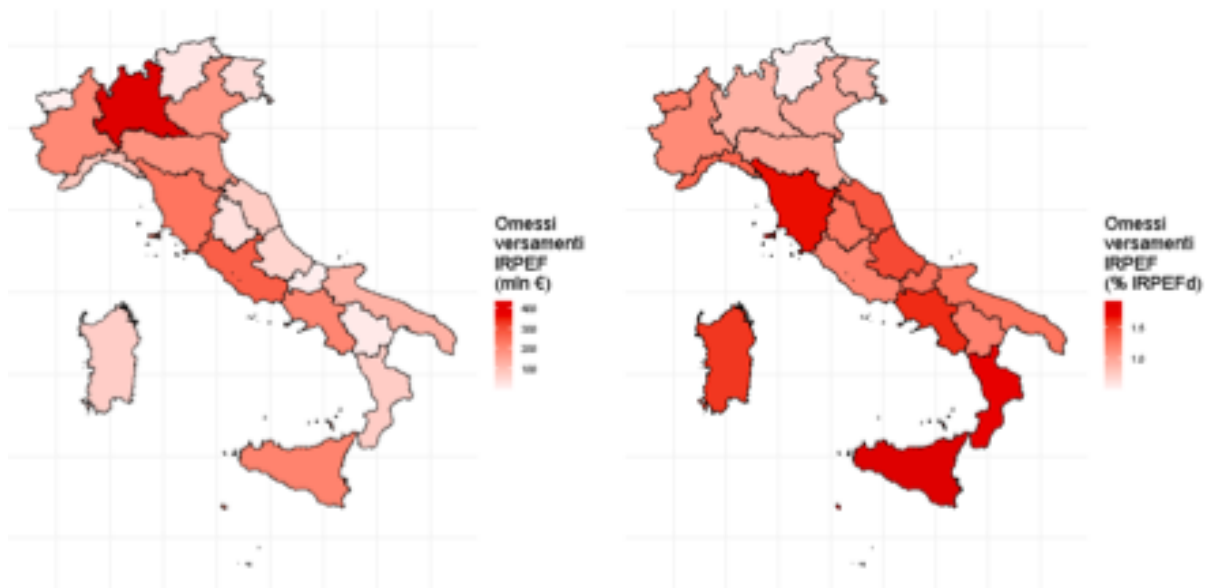 Omessi
versamenti
IRPEF
(mln €)
400
300
200
100
Omessi
versamenti
IRPEF
(% IRPEFd)
1.5
1.0